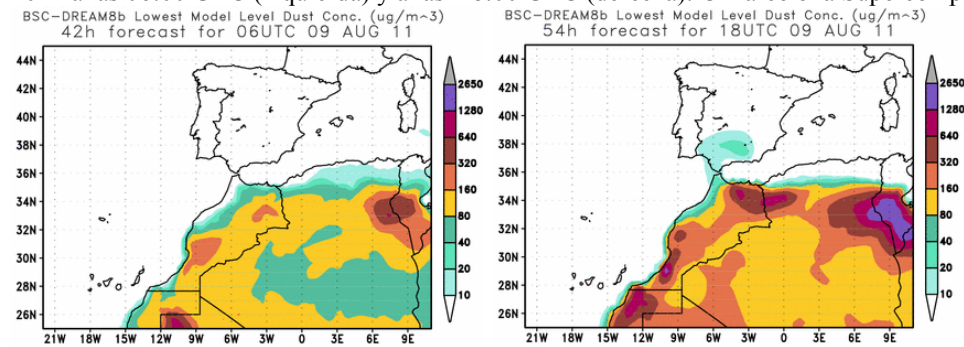 BSC-DREAM8b Lowest Model Level Dust Conc. (ug/m^3)
42h forecast for 06UTC 09 AUG 11
44N
42N
40N
38N
36N
34N
32N
30N
28N
26N
21W 18W 15W 12W 9W 6W 3W 0 3E 6E 9E
2650
1280
640
320
160
80
40
20
10
BSC-DREAM8b Lowest Model Level Dust Conc. (ug/m^3)
54h forecast for 18UTC 09 AUG 11
44N
42N
40N
38N
36N
34N
32N
30N
28N
26N
21W 18W 15W 12W 9W 6W 3W 0 3E 6E 9E
2650
1280
640
320
160
80
40
20
10